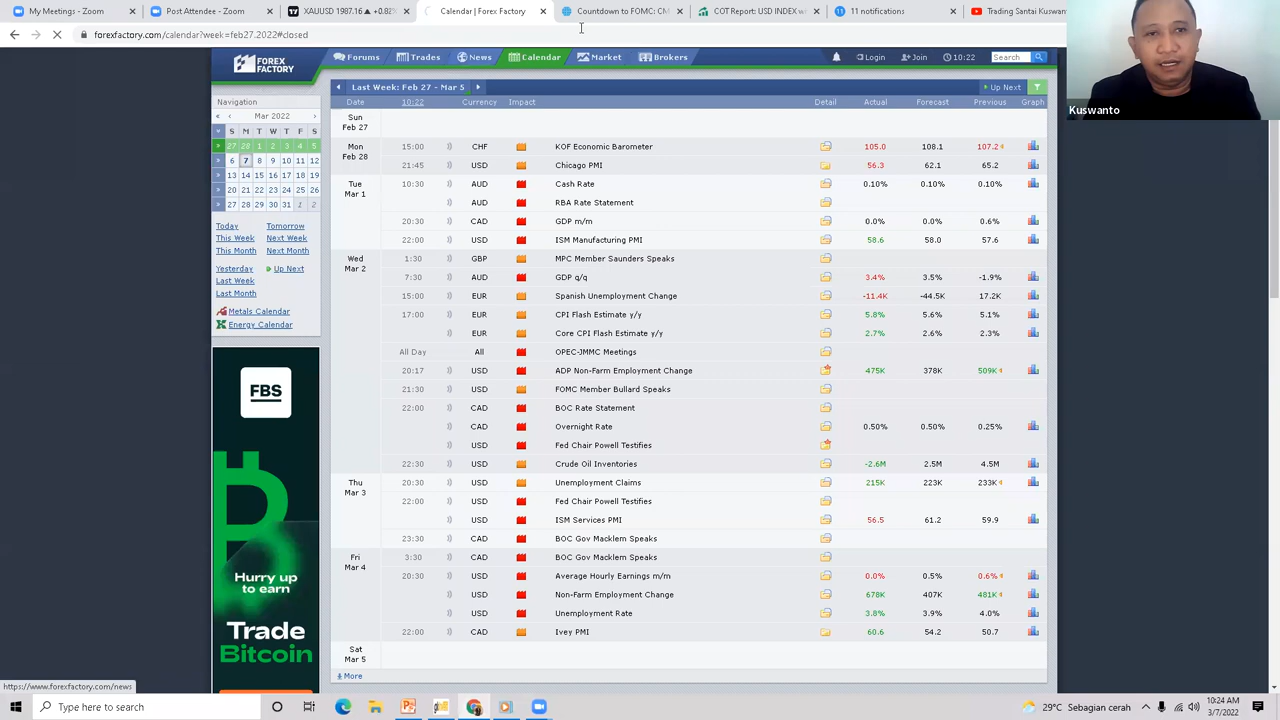 My Meetings - Zoom
Post Attendee - Zoom
XAUUSD 1987.16 ▲ +0.82%
Calendar | Forex Factory
Countdown to FOMC: CM
COT Report: USD INDEX w
11 notifications
Trading Santai Kuswan
forexfactory.com/calendar?week=feb27.2022#closed
FOREX FACTORY
Forums Trades News Calendar Market Brokers
Login Join 10:22 Search
Navigation
Mar 2022
S M T W T F S
27 28 1 2 3 4 5
6 7 8 9 10 11 12
13 14 15 16 17 18 19
20 21 22 23 24 25 26
27 28 29 30 31 1 2
Today Tomorrow
This Week Next Week
This Month Next Month
Yesterday Up Next
Last Week
Last Month
Metals Calendar
Energy Calendar
FBS
Hurry up to earn
Trade
Bitcoin
Last Week: Feb 27 - Mar 5
Up Next
Date 10:22 Currency Impact Detail Actual Forecast Previous Graph
Sun
Feb 27
Mon Feb 28 15:00 CHF KOF Economic Barometer 105.0 108.1 107.2
21:45 USD Chicago PMI 56.3 62.1 65.2
Tue Mar 1 10:30 AUD Cash Rate 0.10% 0.10% 0.10%
AUD RBA Rate Statement
20:30 CAD GDP m/m 0.0% 0.0% 0.6%
22:00 USD ISM Manufacturing PMI 58.6 58.0 57.6
Wed Mar 2 1:30 GBP MPC Member Saunders Speaks
7:30 AUD GDP q/q 3.4% 3.5% -1.9%
15:00 EUR Spanish Unemployment Change -11.4K -44.5K 17.2K
17:00 EUR CPI Flash Estimate y/y 5.8% 5.6% 5.1%
EUR Core CPI Flash Estimate y/y 2.7% 2.6% 2.3%
All Day All OPEC-JMMC Meetings
20:17 USD ADP Non-Farm Employment Change 475K 378K 509K
21:30 USD FOMC Member Bullard Speaks
22:00 CAD BOC Rate Statement
CAD Overnight Rate 0.50% 0.50% 0.25%
USD Fed Chair Powell Testifies
22:30 USD Crude Oil Inventories -2.6M 2.5M 4.5M
Thu Mar 3 20:30 USD Unemployment Claims 215K 223K 233K
22:00 USD Fed Chair Powell Testifies
USD ISM Services PMI 56.5 61.2 59.9
23:30 CAD BOC Gov Macklem Speaks
Fri Mar 4 3:30 CAD BOC Gov Macklem Speaks
20:30 USD Average Hourly Earnings m/m 0.0% 0.5% 0.6%
USD Non-Farm Employment Change 678K 407K 481K
USD Unemployment Rate 3.8% 3.9% 4.0%
22:00 CAD Ivey PMI 60.6 54.2 50.7
Sat
Mar 5
More
Kuswanto
https://www.forexfactory.com/news
Type here to search
29°C Sebagian cerah
10:24 AM
3/7/2022